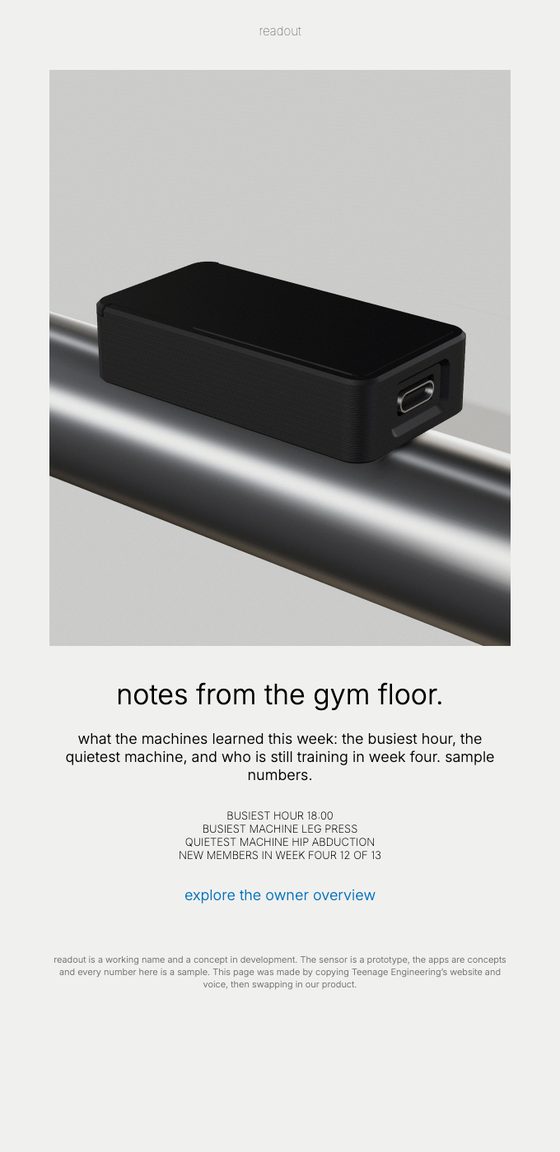 readout
notes from the gym floor.
what the machines learned this week: the busiest hour, the
quietest machine, and who is still training in week four. sample
numbers.
BUSIEST HOUR 18:00
BUSIEST MACHINE LEG PRESS
QUIETEST MACHINE HIP ABDUCTION
NEW MEMBERS IN WEEK FOUR 12 OF 13
explore the owner overview
readout is a working name and a concept in development. The sensor is a prototype, the apps are concepts
and every number here is a sample. This page was made by copying Teenage Engineering's website and
voice, then swapping in our product.